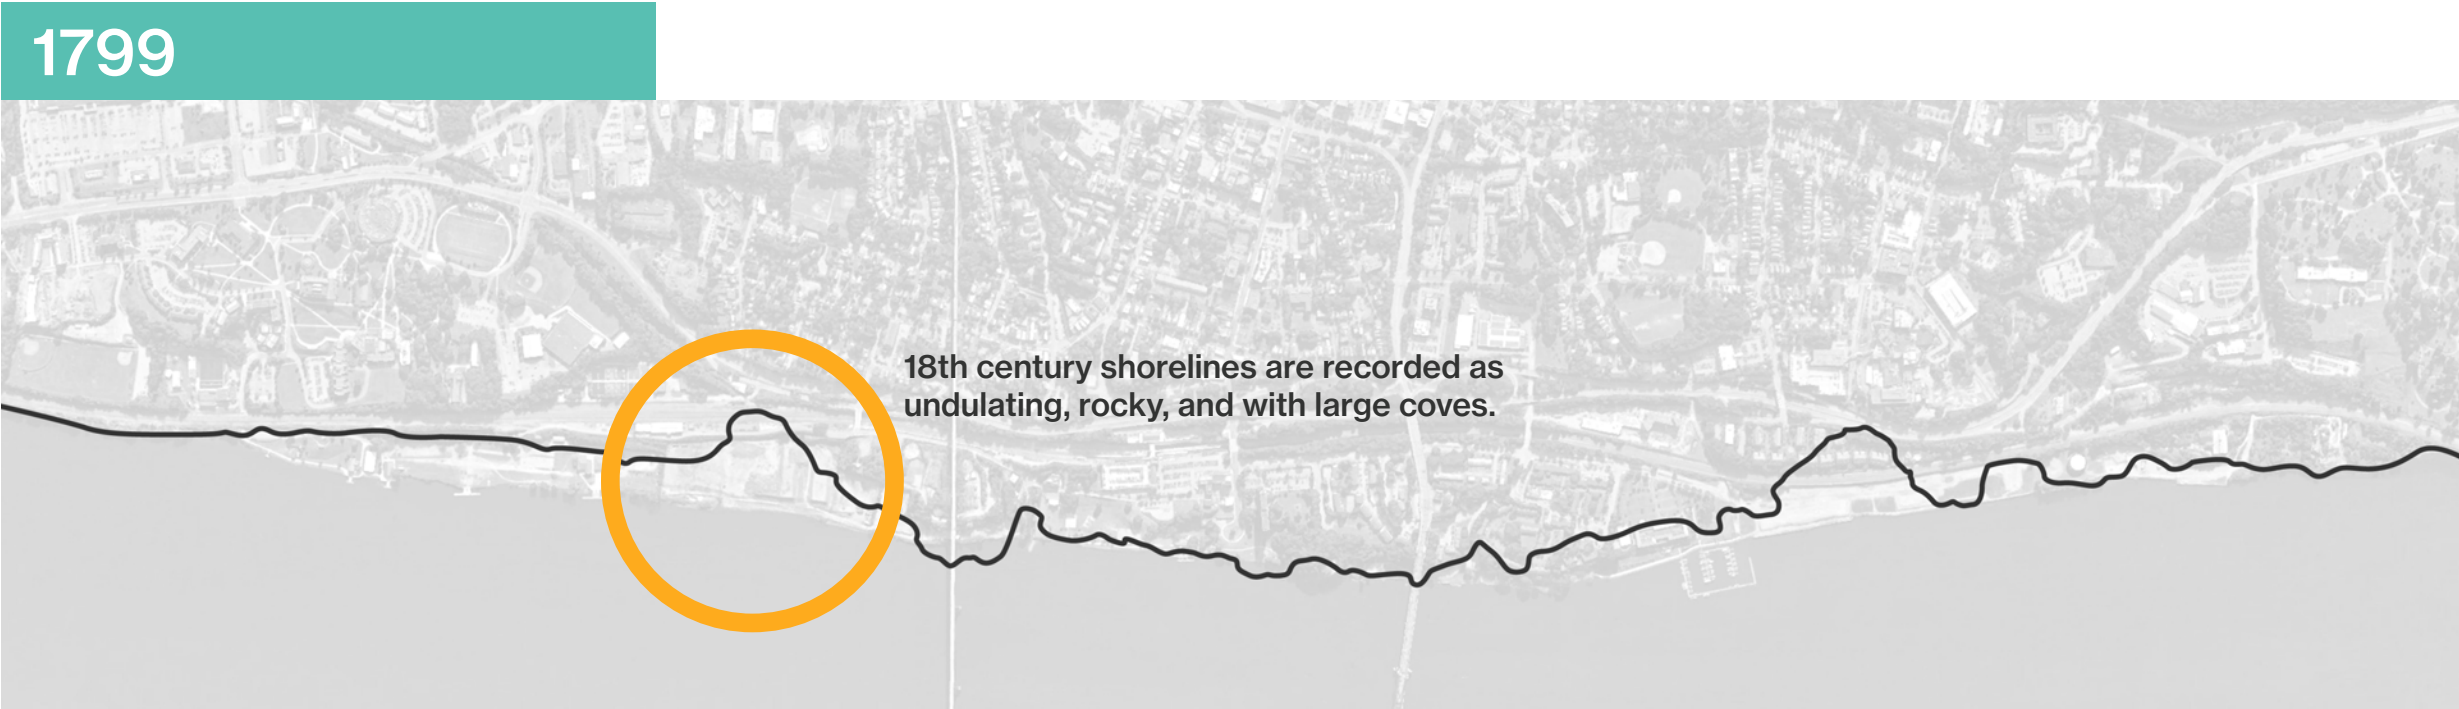 1799
18th century shorelines are recorded as
undulating, rocky, and with large coves.